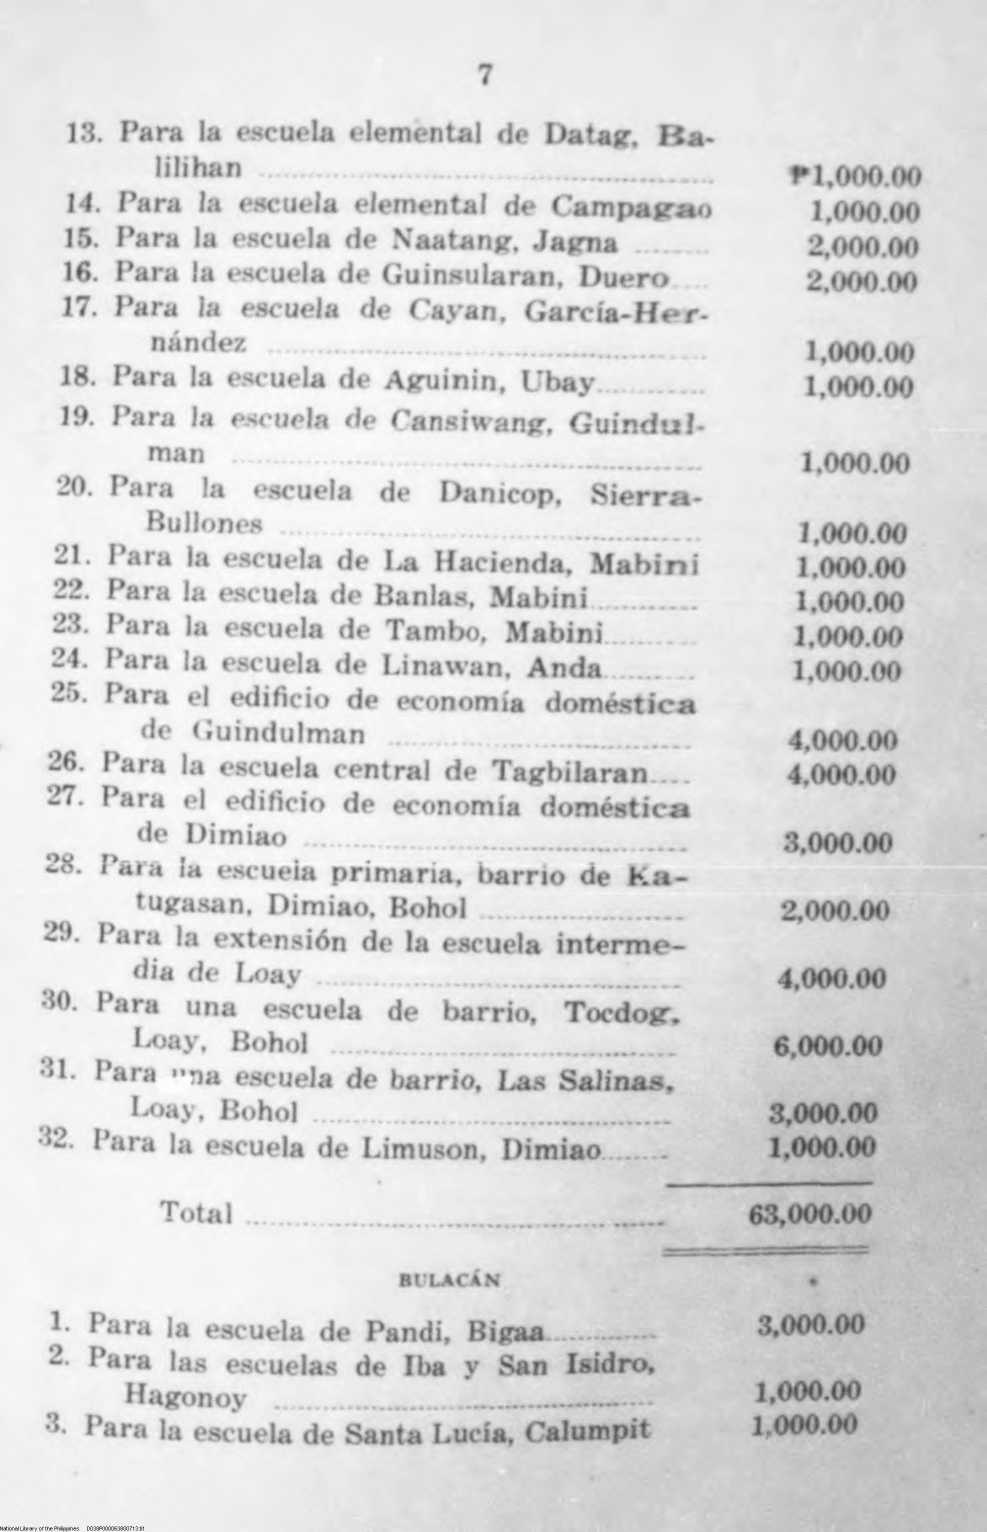 7
13. Para la escuela elemental de Datag, Ba-
lilihan ₱1,000.00
14. Para la escuela elemental de Campagao 1,000.00
15. Para la escuela de Naatang, Jagna 2,000.00
16. Para la escuela de Guinsularan, Duero 2,000.00
17. Para la escuela de Cayan, García-Her-
nández 1,000.00
18. Para la escuela de Aguinin, Ubay 1,000.00
19. Para la escuela de Cansiwang, Guindul-
man 1,000.00
20. Para la escuela de Danicop, Sierra-
Bullones 1,000.00
21. Para la escuela de La Hacienda, Mabini 1,000.00
22. Para la escuela de Banlas, Mabini 1,000.00
23. Para la escuela de Tambo, Mabini 1,000.00
24. Para la escuela de Linawan, Anda 1,000.00
25. Para el edificio de economía doméstica
de Guindulman 4,000.00
26. Para la escuela central de Tagbilaran 4,000.00
27. Para el edificio de economía doméstica
de Dimiao 3,000.00
28. Para la escuela primaria, barrio de Ka-
tugasan, Dimiao, Bohol 2,000.00
29. Para la extensión de la escuela interme-
dia de Loay 4,000.00
30. Para una escuela de barrio, Tocdog,
Loay, Bohol 6,000.00
31. Para una escuela de barrio, Las Salinas,
Loay, Bohol 3,000.00
32. Para la escuela de Limuson, Dimiao 1,000.00
Total 63,000.00
BULACÁN
1. Para la escuela de Pandi, Bigaa 3,000.00
2. Para las escuelas de Iba y San Isidro,
Hagonoy 1,000.00
3. Para la escuela de Santa Lucía, Calumpit 1,000.00
National Library of the Philippines